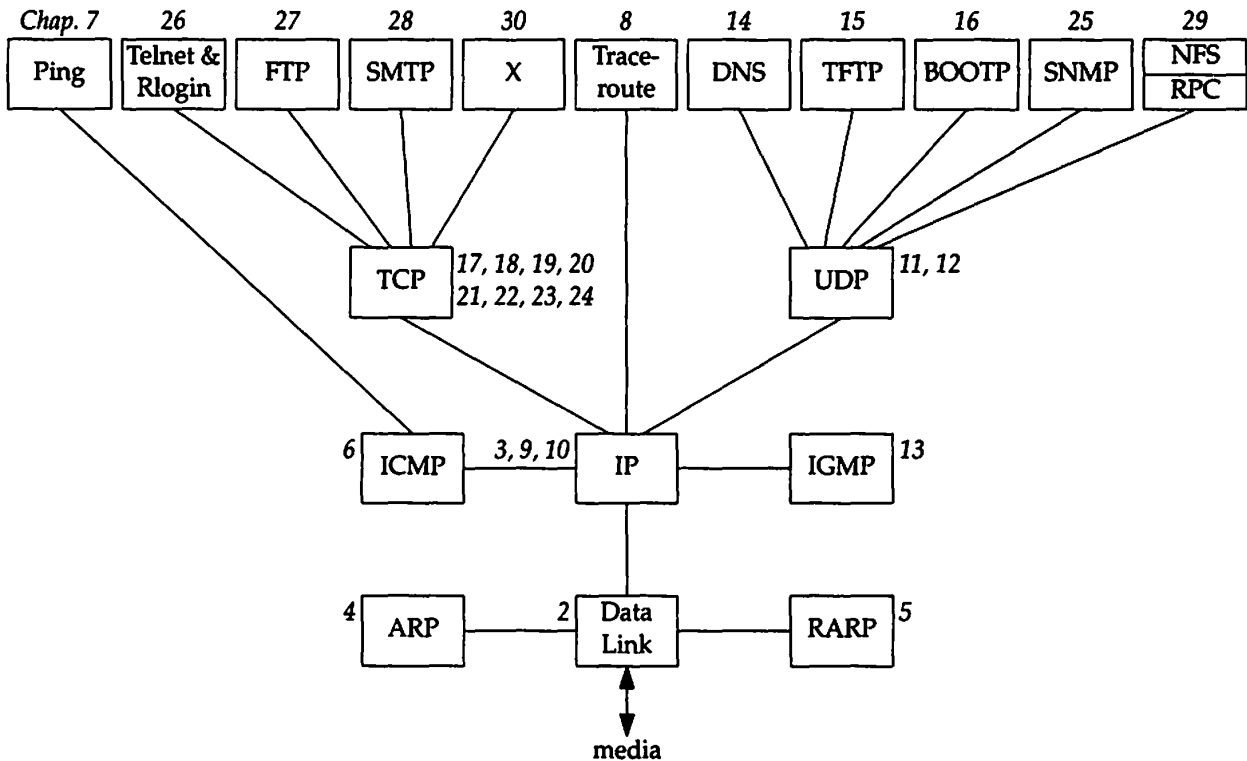 Chap. 7 26 27 28 30 8 14 15 16 25 29
Ping
Telnet &
Rlogin
FTP
SMTP
X
Trace-
route
DNS
TFTP
BOOTP
SNMP
NFS
RPC
TCP
17, 18, 19, 20
21, 22, 23, 24
UDP
11, 12
6
ICMP
3, 9, 10
IP
IGMP
13
4
ARP
2
Data
Link
RARP
5
media